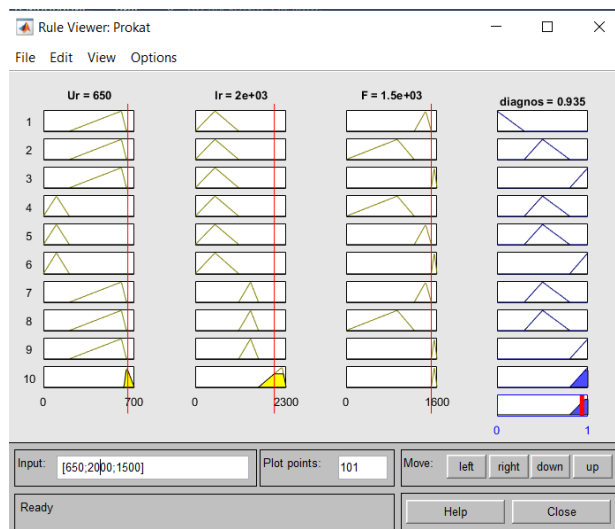 Rule Viewer: Prokat
File Edit View Options
Ur = 650 Ir = 2e+03 F = 1.5e+03 diagnos = 0.935
1
2
3
4
5
6
7
8
9
10
0 700 0 2300 0 1600
0 1
Input: [650;2000;1500] Plot points: 101 Move: left right down up
Ready Help Close